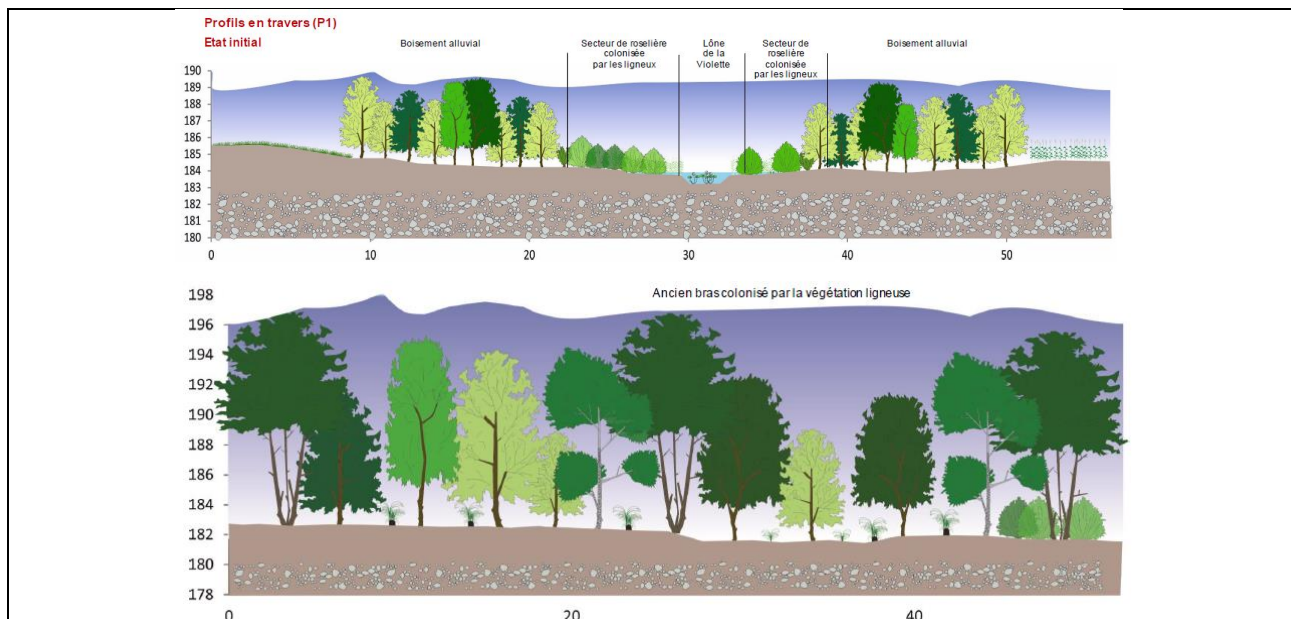 Profils en travers (P1)
Etat initial
Boisement alluvial
Secteur de roselière
colonisée
par les ligneux
Lône
de la
Violette
Secteur de
roselière
colonisée
par les ligneux
Boisement alluvial
190
189
188
187
186
185
184
183
182
181
180
0 10 20 30 40 50
Ancien bras colonisé par la végétation ligneuse
198
196
194
192
190
188
186
184
182
180
178
0 20 40